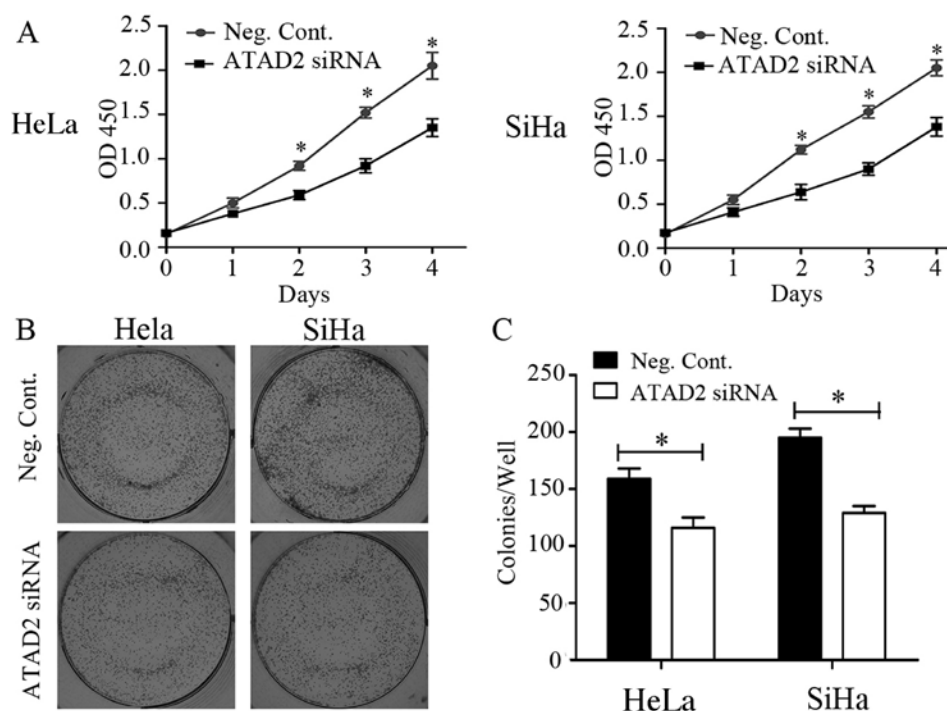 A
HeLa
OD 450
2.5
2.0
1.5
1.0
0.5
0.0
Neg. Cont.
ATAD2 siRNA
*
*
*
0 1 2 3 4
Days
SiHa
OD 450
2.5
2.0
1.5
1.0
0.5
0.0
Neg. Cont.
ATAD2 siRNA
*
*
*
0 1 2 3 4
Days
B
Hela SiHa
Neg. Cont.
ATAD2 siRNA
C
Neg. Cont.
ATAD2 siRNA
Colonies/Well
250
200
150
100
50
0
*
*
HeLa SiHa